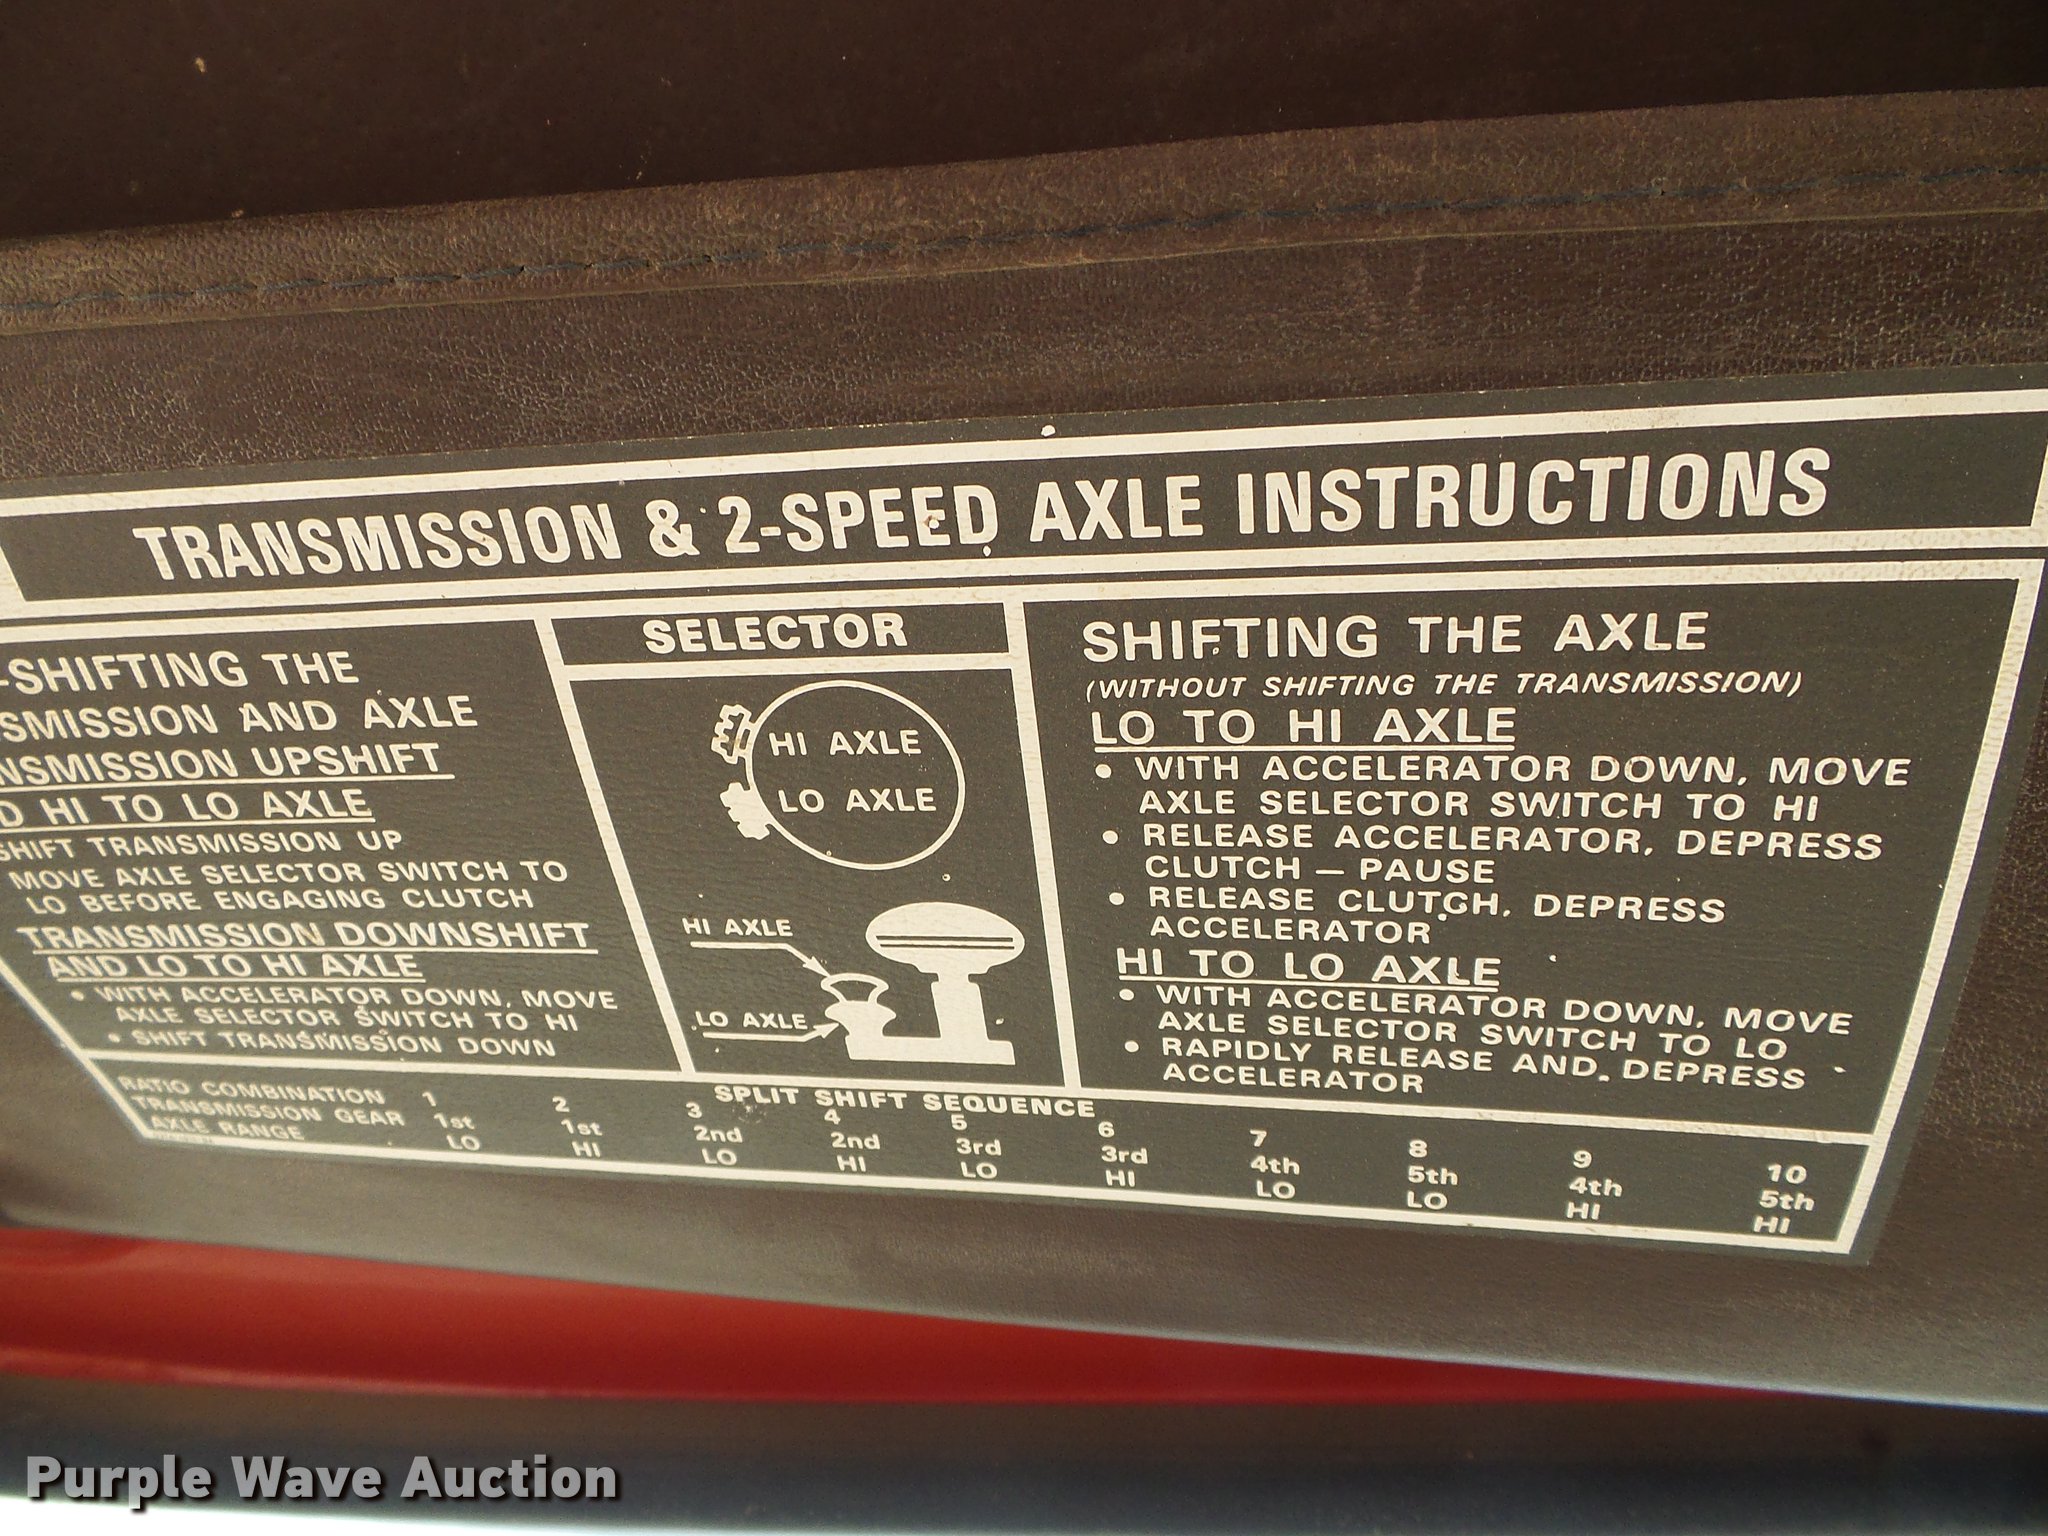 TRANSMISSION & 2-SPEED AXLE INSTRUCTIONS
-SHIFTING THE
SMISSION AND AXLE
NSMISSION UPSHIFT
D HI TO LO AXLE
SHIFT TRANSMISSION UP
MOVE AXLE SELECTOR SWITCH TO
LO BEFORE ENGAGING CLUTCH
TRANSMISSION DOWNSHIFT
AND LO TO HI AXLE
• WITH ACCELERATOR DOWN, MOVE
AXLE SELECTOR SWITCH TO HI
• SHIFT TRANSMISSION DOWN
SELECTOR
HI AXLE
LO AXLE
HI AXLE
LO AXLE
SHIFTING THE AXLE
(WITHOUT SHIFTING THE TRANSMISSION)
LO TO HI AXLE
• WITH ACCELERATOR DOWN, MOVE
AXLE SELECTOR SWITCH TO HI
• RELEASE ACCELERATOR, DEPRESS
CLUTCH — PAUSE
• RELEASE CLUTCH, DEPRESS
ACCELERATOR
HI TO LO AXLE
• WITH ACCELERATOR DOWN, MOVE
AXLE SELECTOR SWITCH TO LO
• RAPIDLY RELEASE AND DEPRESS
ACCELERATOR
SPLIT SHIFT SEQUENCE
RATIO COMBINATION 1 2 3 4 5 6 7 8 9 10
TRANSMISSION GEAR 1st 1st 2nd 2nd 3rd 3rd 4th 5th 4th 5th
AXLE RANGE LO HI LO HI LO HI LO LO HI HI
Purple Wave Auction